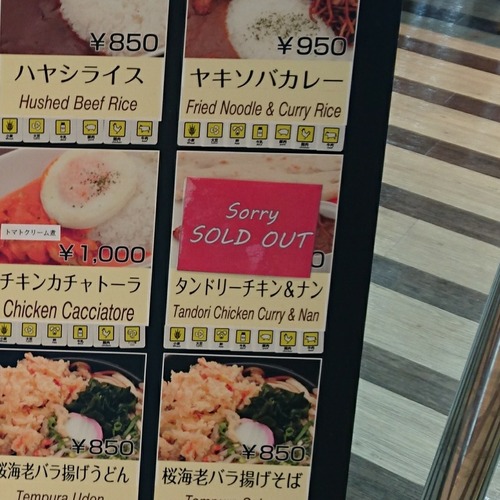 ¥850
ハヤシライス
Hushed Beef Rice
¥950
ヤキソバカレー
Fried Noodle & Curry Rice
トマトクリーム煮
¥1,000
チキンカチャトーラ
Chicken Cacciatore
Sorry
SOLD OUT
0
タンドリーチキン&ナン
Tandori Chicken Curry & Nan
¥850
桜海老バラ揚げうどん
Tempura Udon
¥850
桜海老バラ揚げそば
Tempura